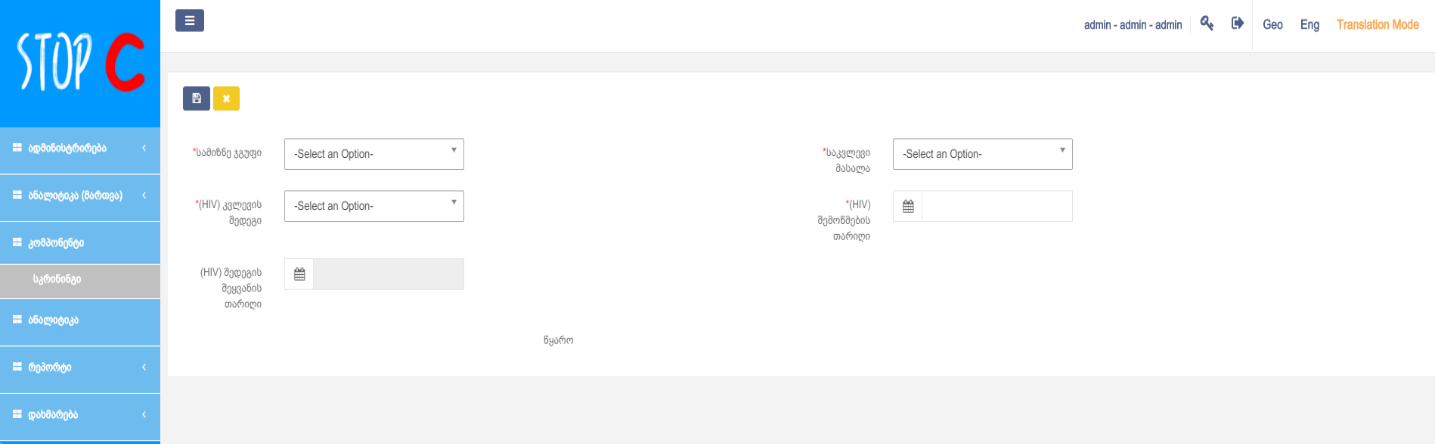 STOP C
admin - admin - admin
Geo
Eng
Translation Mode
ადმინისტრირება
ანალიტიკა (მართვა)
კომპონენტი
სკრინინგი
ანალიტიკა
რეპორტი
დახმარება
*სამიზნე ჯგუფი
-Select an Option-
*საკვლევი
მასალა
-Select an Option-
*(HIV) კვლევის
შედეგი
-Select an Option-
*(HIV)
შემოწმების
თარიღი
(HIV) შედეგის
შეყვანის
თარიღი
წყარო